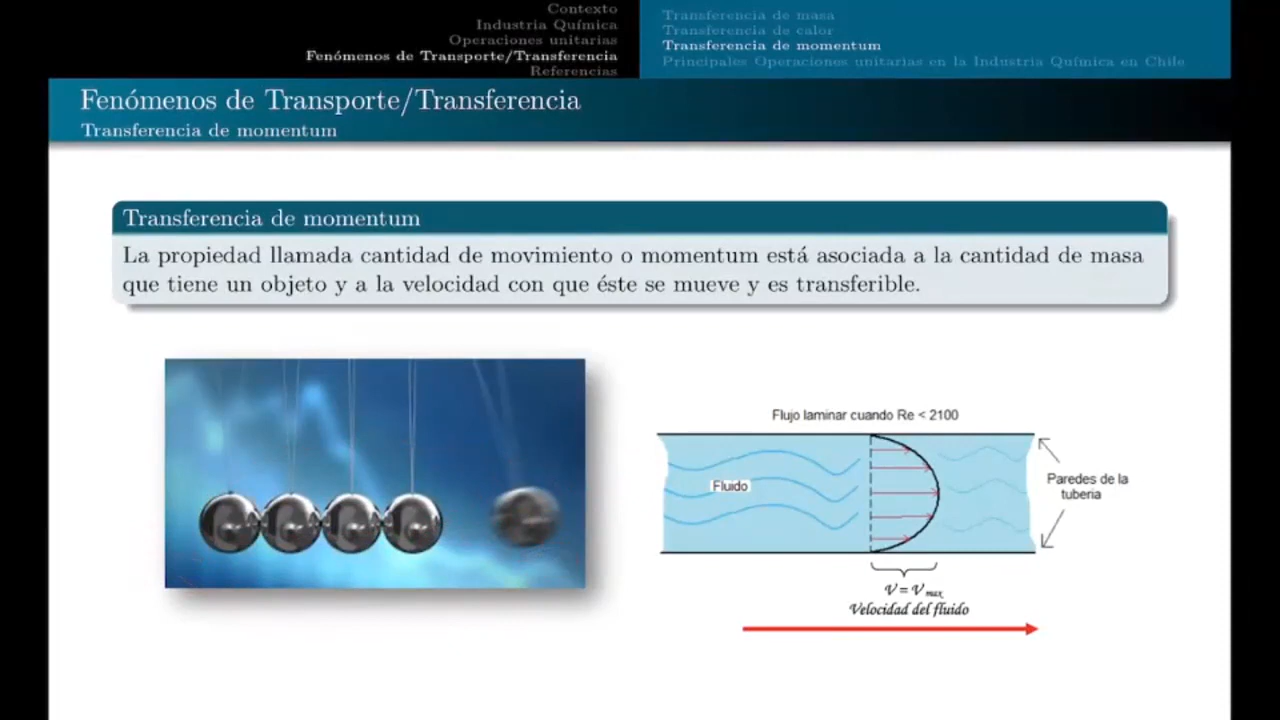 Contexto
Industria Química
Operaciones unitarias
Fenómenos de Transporte/Transferencia
Referencias
Transferencia de masa
Transferencia de calor
Transferencia de momentum
Principales Operaciones unitarias en la Industria Química en Chile
Fenómenos de Transporte/Transferencia
Transferencia de momentum
Transferencia de momentum
La propiedad llamada cantidad de movimiento o momentum está asociada a la cantidad de masa
que tiene un objeto y a la velocidad con que éste se mueve y es transferible.
Flujo laminar cuando Re < 2100
Fluido
Paredes de la
tuberia
V = V max
Velocidad del fluido